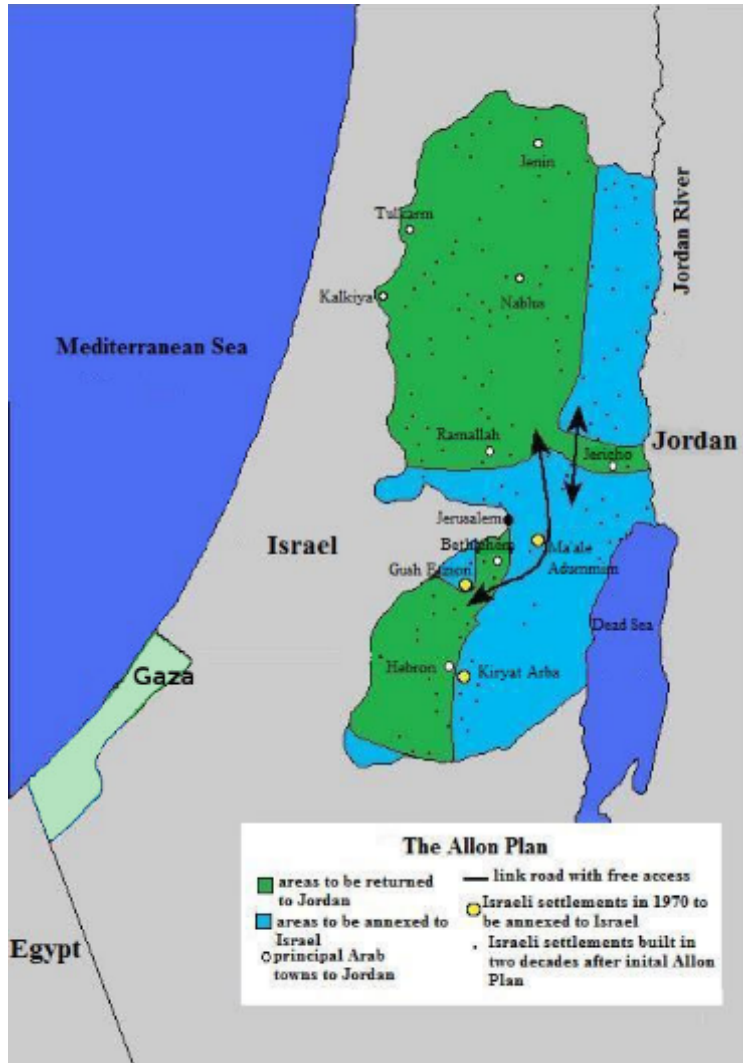 Jenin
Tulkarm
Kalkiya
Nablus
Jordan River
Mediterranean Sea
Ramallah
Jericho
Jordan
Jerusalem
Israel
Bethlehem
Gush Etzion
Ma'ale
Adummim
Dead Sea
Gaza
Hebron
Kiryat Arba
Egypt
The Allon Plan
areas to be returned
to Jordan
areas to be annexed to
Israel
principal Arab
towns to Jordan
link road with free access
Israeli settlements in 1970 to
be annexed to Israel
Israeli settlements built in
two decades after inital Allon
Plan